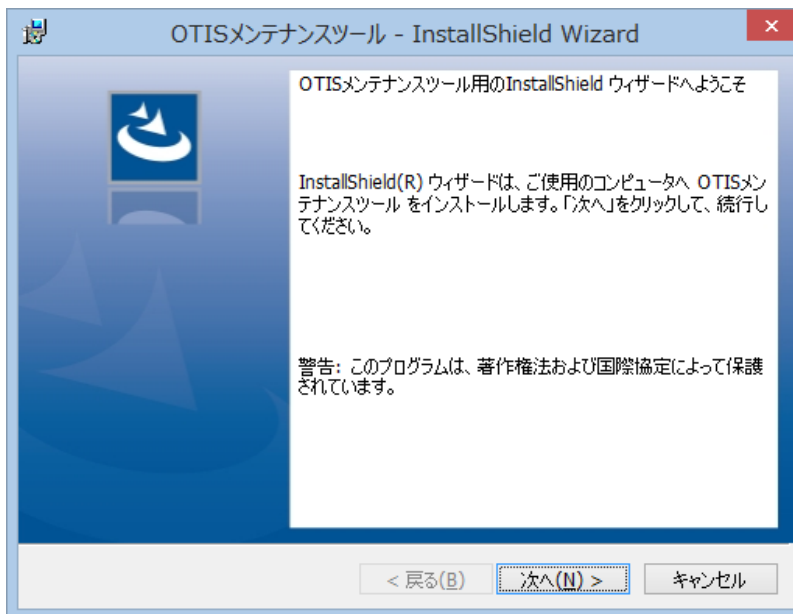 OTISメンテナンスツール - InstallShield Wizard
OTISメンテナンスツール用のInstallShield ウィザードへようこそ
InstallShield(R) ウィザードは、ご使用のコンピュータへ OTISメン
テナンスツール をインストールします。「次へ」をクリックして、続行し
てください。
警告: このプログラムは、著作権法および国際協定によって保護
されています。
< 戻る(B) 次へ(N) > キャンセル